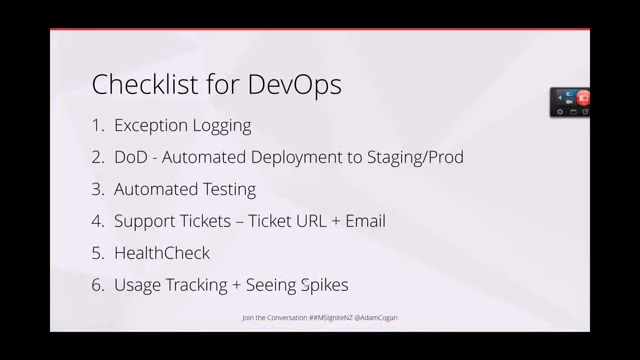 Checklist for DevOps
1. Exception Logging
2. DoD - Automated Deployment to Staging/Prod
3. Automated Testing
4. Support Tickets – Ticket URL + Email
5. HealthCheck
6. Usage Tracking + Seeing Spikes
Join the Conversation ##MSigniteNZ @AdamCogan